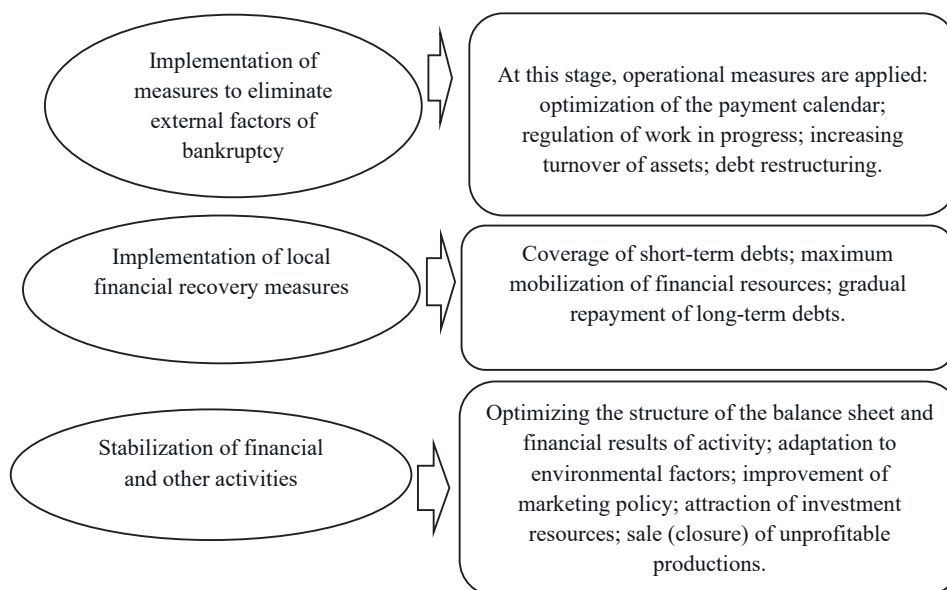 Implementation of
measures to eliminate
external factors of
bankruptcy
At this stage, operational measures are applied:
optimization of the payment calendar;
regulation of work in progress; increasing
turnover of assets; debt restructuring.
Implementation of local
financial recovery measures
Coverage of short-term debts; maximum
mobilization of financial resources; gradual
repayment of long-term debts.
Stabilization of financial
and other activities
Optimizing the structure of the balance sheet and
financial results of activity; adaptation to
environmental factors; improvement of
marketing policy; attraction of investment
resources; sale (closure) of unprofitable
productions.